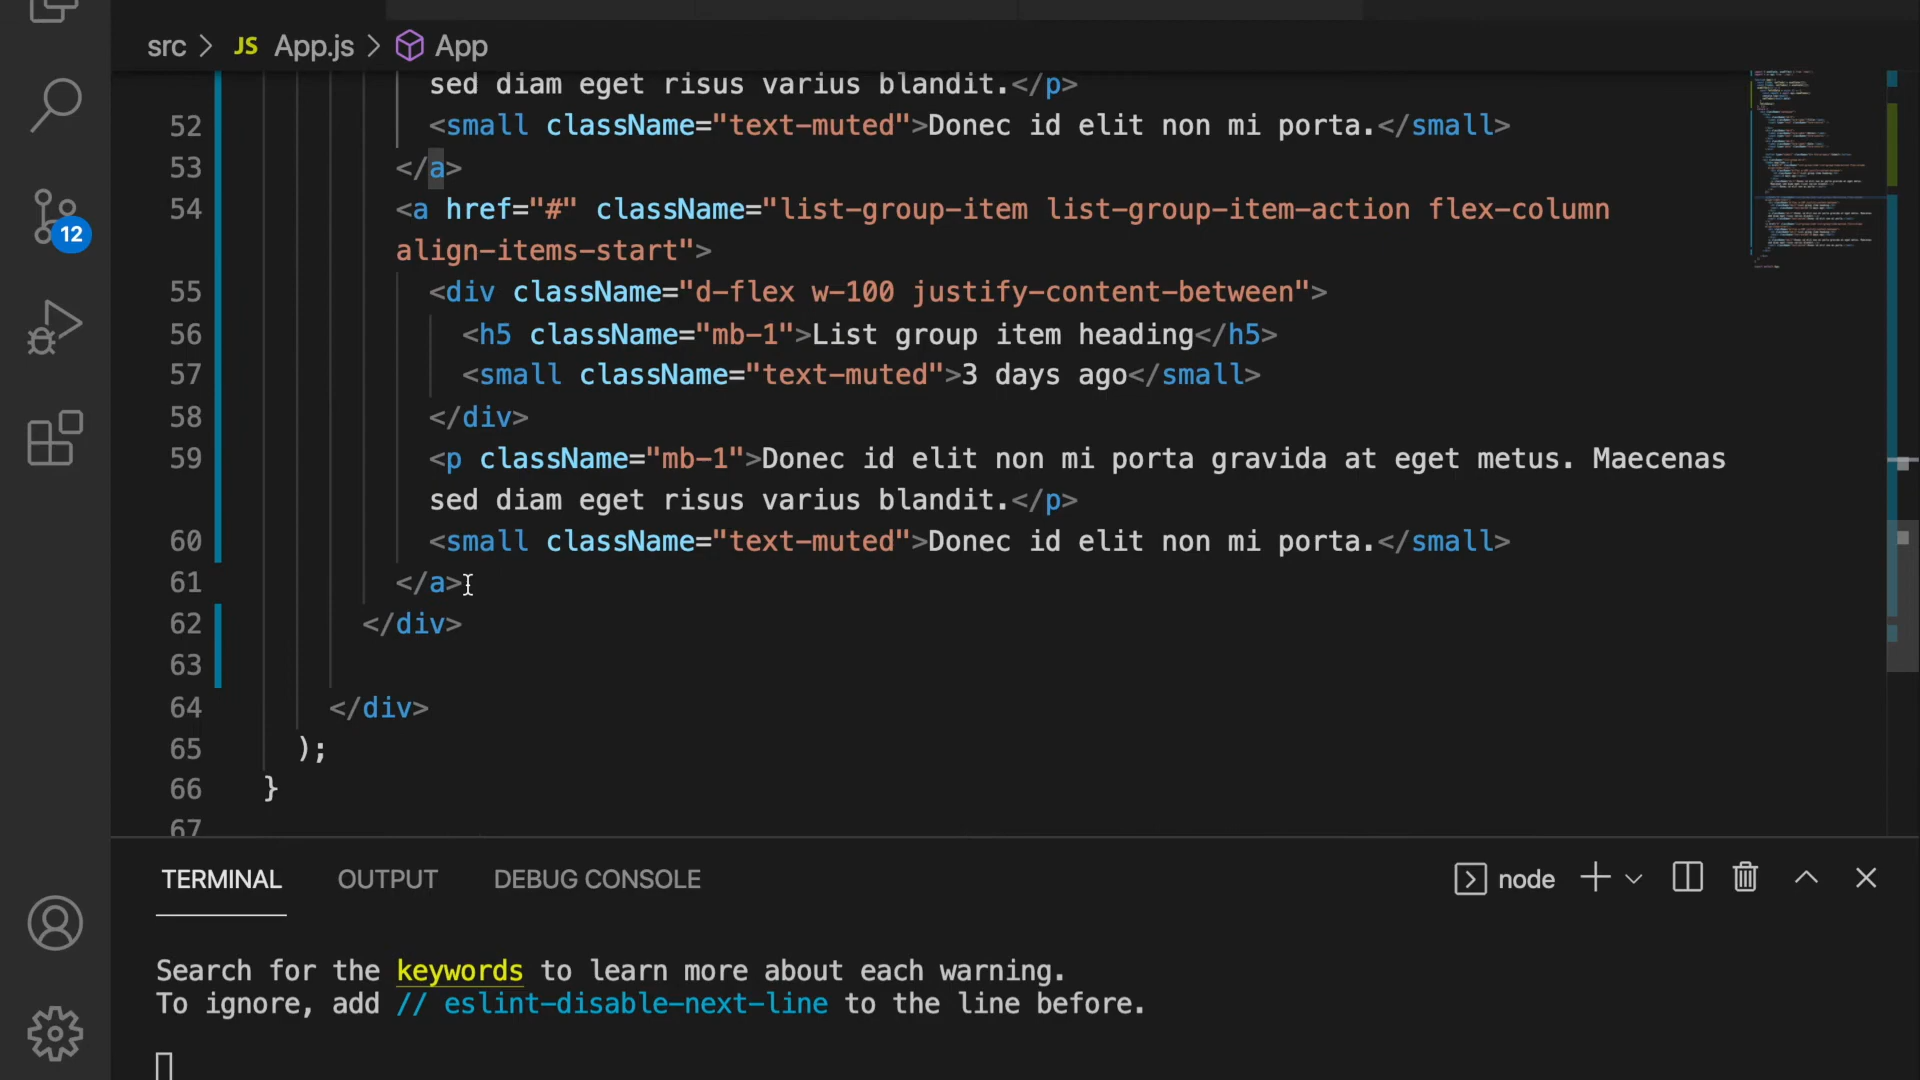 src > JS App.js > App
sed diam eget risus varius blandit.</p>
52 <small className="text-muted">Donec id elit non mi porta.</small>
53 </a>
54 <a href="#" className="list-group-item list-group-item-action flex-column
align-items-start">
55 <div className="d-flex w-100 justify-content-between">
56 <h5 className="mb-1">List group item heading</h5>
57 <small className="text-muted">3 days ago</small>
58 </div>
59 <p className="mb-1">Donec id elit non mi porta gravida at eget metus. Maecenas
sed diam eget risus varius blandit.</p>
60 <small className="text-muted">Donec id elit non mi porta.</small>
61 </a>
62 </div>
63
64 </div>
65 );
66 }
67
12
TERMINAL OUTPUT DEBUG CONSOLE node
Search for the keywords to learn more about each warning.
To ignore, add // eslint-disable-next-line to the line before.